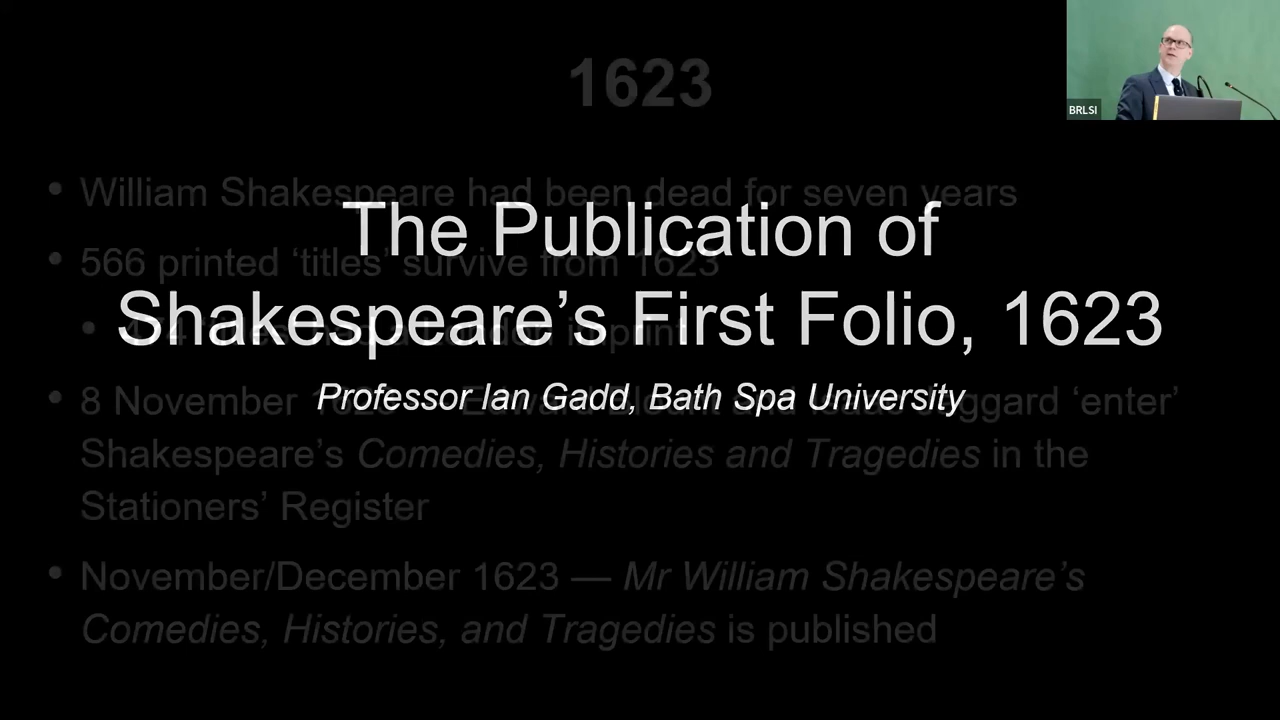 1623
BRLSI
William Shakespeare had been dead for seven years
The Publication of
566 printed ‘titles’ survive from 1623
Shakespeare’s First Folio, 1623
imprint
Professor Ian Gadd, Bath Spa University
8 November ‘enter’
Shakespeare’s Comedies, Histories and Tragedies in the
Stationers’ Register
November/December 1623 — Mr William Shakespeare’s
Comedies, Histories, and Tragedies is published